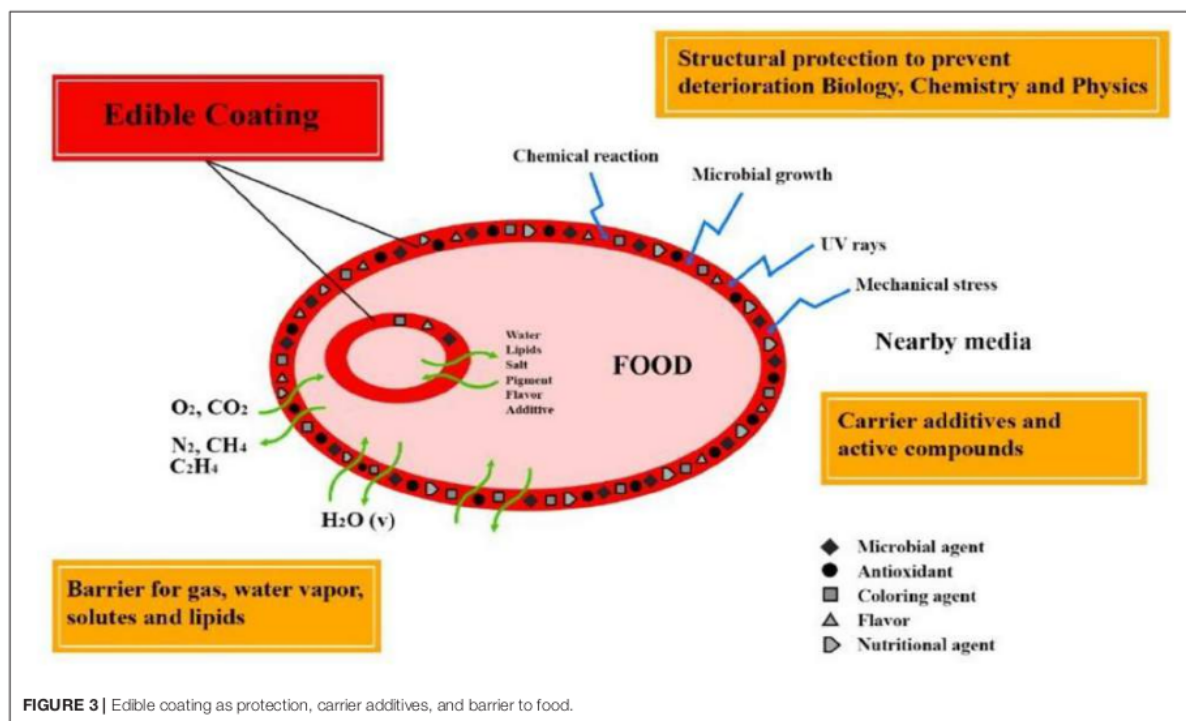 Edible Coating
Structural protection to prevent
deterioration Biology, Chemistry and Physics
Chemical reaction
Microbial growth
UV rays
Mechanical stress
Nearby media
Water
Lipids
Salt
Pigment
Flavor
Additive
FOOD
O2, CO2
N2, CH4
C2H4
H2O (v)
Carrier additives and
active compounds
Barrier for gas, water vapor,
solutes and lipids
Microbial agent
Antioxidant
Coloring agent
Flavor
Nutritional agent
FIGURE 3 | Edible coating as protection, carrier additives, and barrier to food.